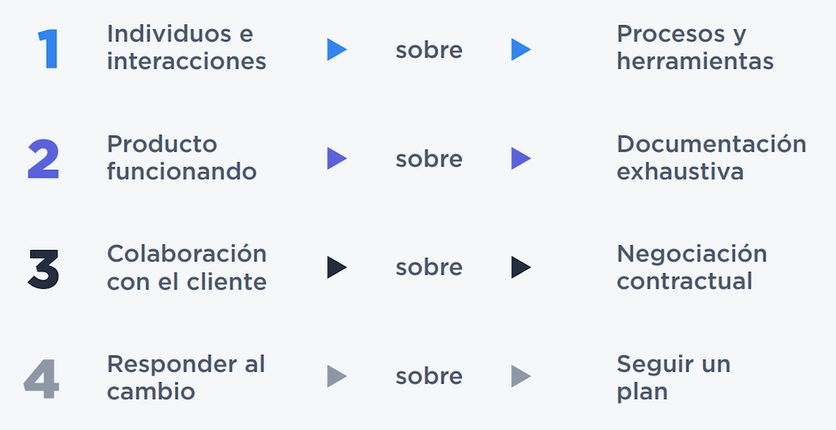 1 Individuos e sobre Procesos y
interacciones herramientas
2 Producto sobre Documentación
funcionando exhaustiva
3 Colaboración sobre Negociación
con el cliente contractual
4 Responder al sobre Seguir un
cambio plan